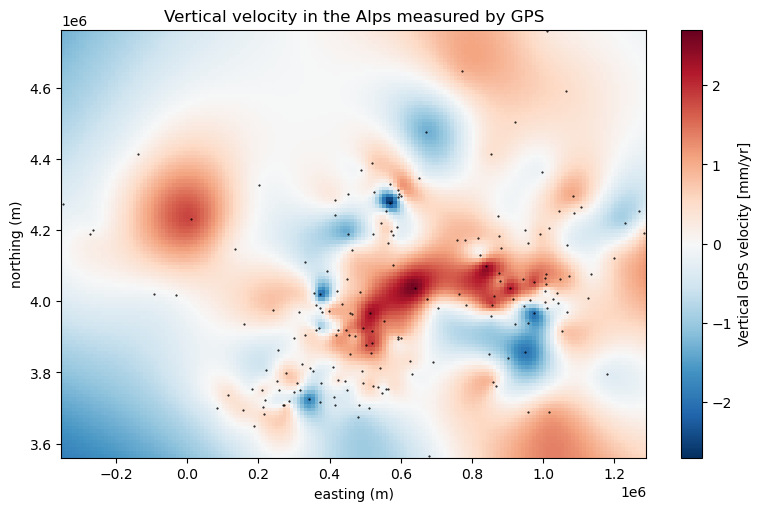 Vertical velocity in the Alps measured by GPS
1e6
4.6
4.4
4.2
4.0
3.8
3.6
northing (m)
−0.2 0.0 0.2 0.4 0.6 0.8 1.0 1.2
1e6
easting (m)
2
1
0
−1
−2
Vertical GPS velocity [mm/yr]